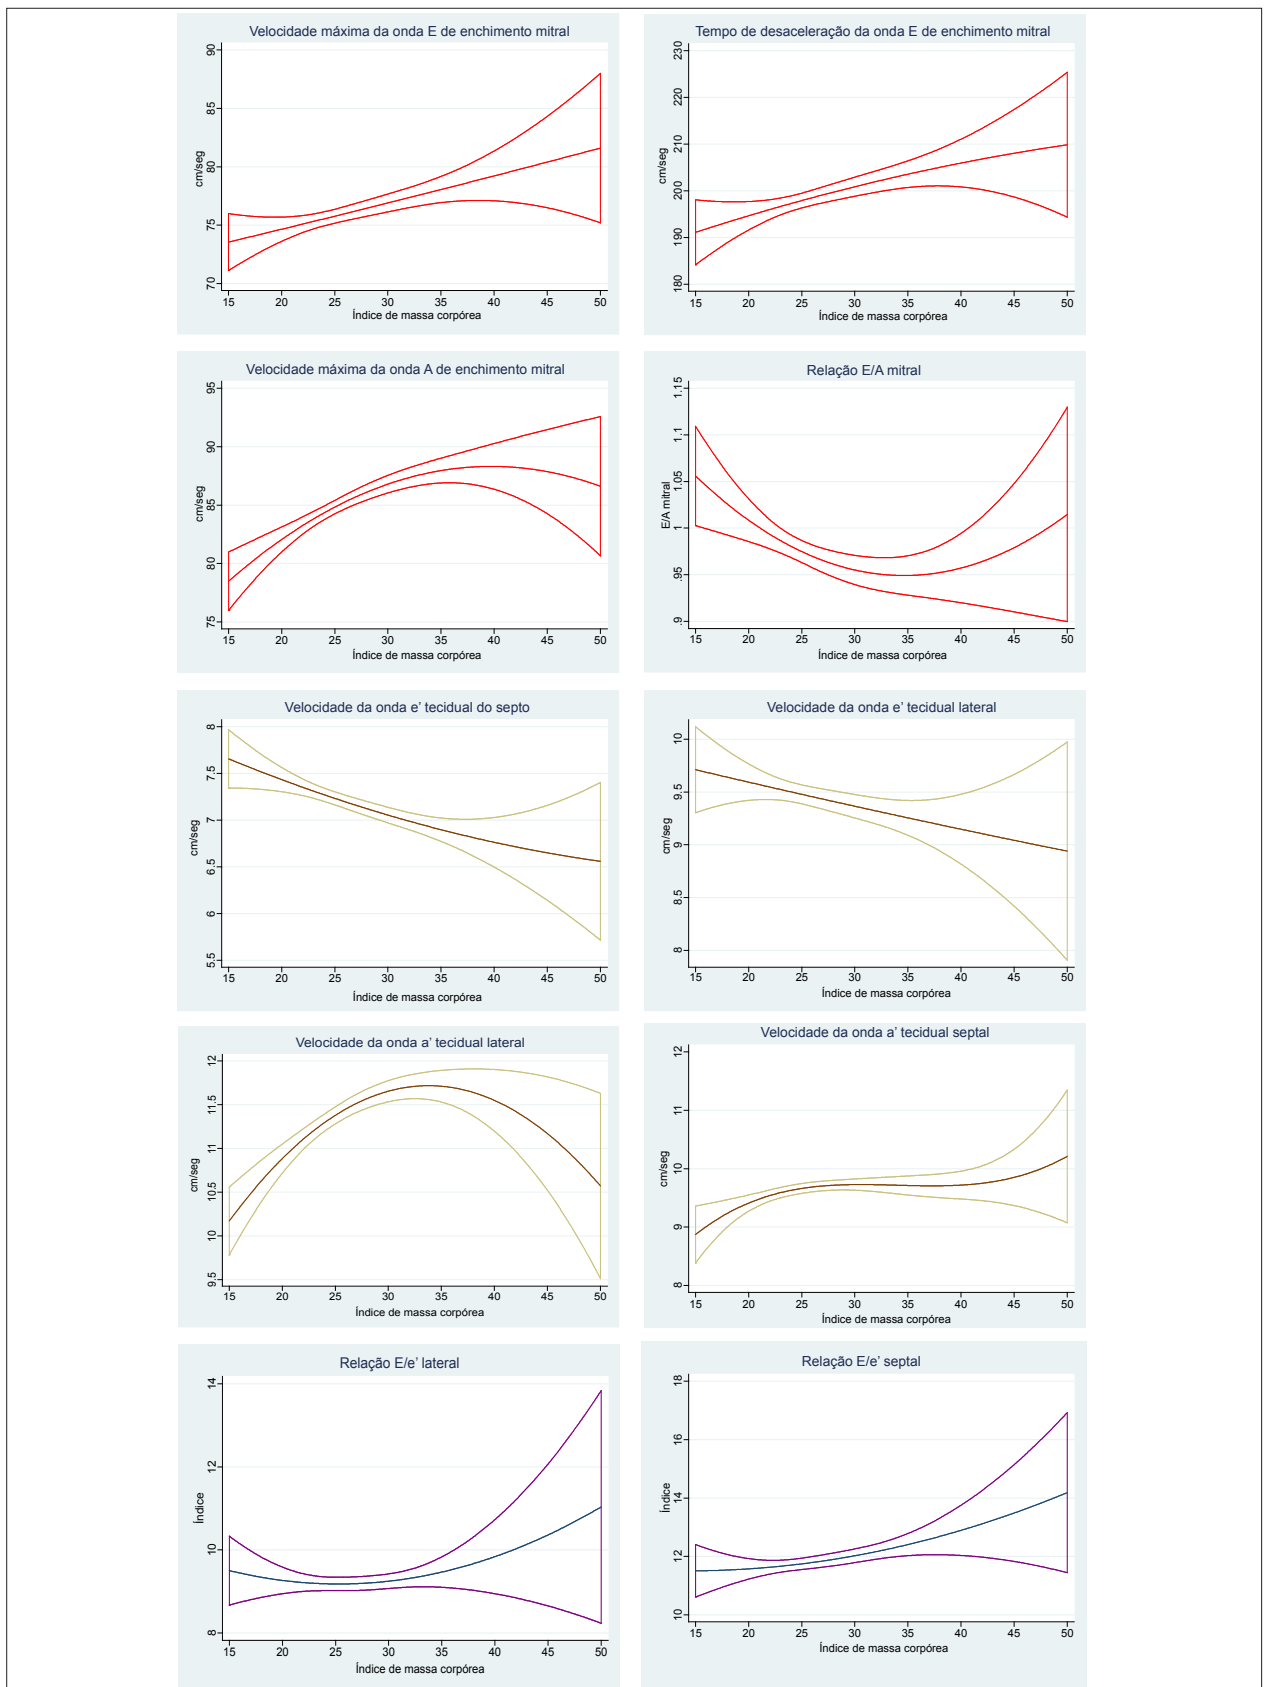 Velocidade máxima da onda E de enchimento mitral
90
85
80
75
70
cm/seg
15 20 25 30 35 40 45 50
Índice de massa corpórea
Tempo de desaceleração da onda E de enchimento mitral
230
220
210
200
190
180
cm/seg
15 20 25 30 35 40 45 50
Índice de massa corpórea
Velocidade máxima da onda A de enchimento mitral
95
90
85
80
75
cm/seg
15 20 25 30 35 40 45 50
Índice de massa corpórea
Relação E/A mitral
1.15
1.1
1.05
1
.95
.9
E/A mitral
15 20 25 30 35 40 45 50
Índice de massa corpórea
Velocidade da onda e' tecidual do septo
8
7.5
7
6.5
6
5.5
cm/seg
15 20 25 30 35 40 45 50
Índice de massa corpórea
Velocidade da onda e' tecidual lateral
10
9.5
9
8.5
8
cm/seg
15 20 25 30 35 40 45 50
Índice de massa corpórea
Velocidade da onda a' tecidual lateral
12
11.5
11
10.5
10
9.5
cm/seg
15 20 25 30 35 40 45 50
Índice de massa corpórea
Velocidade da onda a' tecidual septal
12
11
10
9
8
cm/seg
15 20 25 30 35 40 45 50
Índice de massa corpórea
Relação E/e' lateral
14
12
10
8
Índice
15 20 25 30 35 40 45 50
Índice de massa corpórea
Relação E/e' septal
18
16
14
12
10
Índice
15 20 25 30 35 40 45 50
Índice de massa corpórea